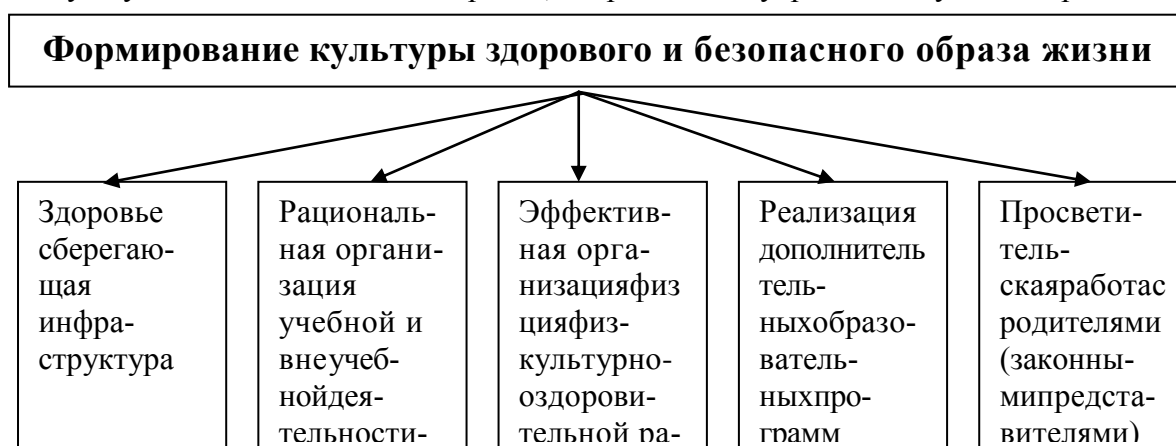 Формирование культуры здорового и безопасного образа жизни
Здоровье
сберегаю-
щая
инфра-
структура
Рациональ-
ная органи-
зация
учебной и
внеучеб-
нойдея-
тельности-
Эффектив-
ная орга-
низацияфиз
цияфиз-
культурно-
оздорови-
тельной ра-
Реализация
дополнитель
тель-
ныхобразо-
ватель-
ныхпро-
грамм
Просвети-
тель-
скаяработас
родителями
(законны-
мипредста-
вителями)